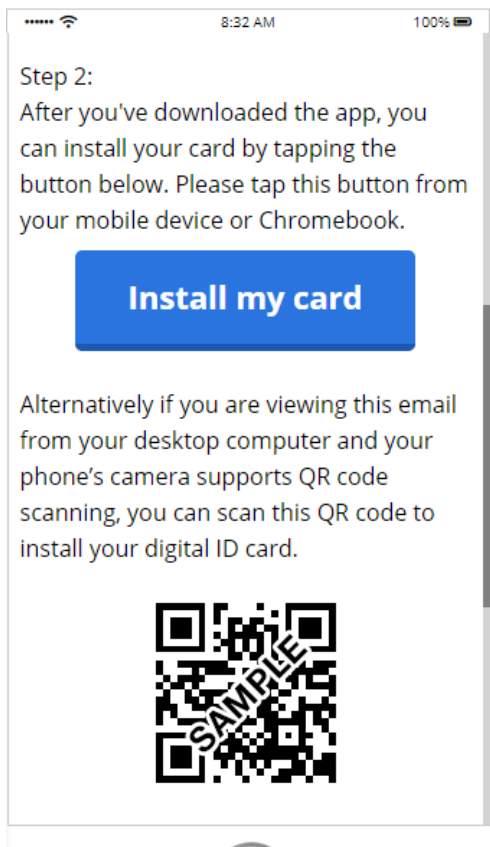 8:32 AM
100%
Step 2:
After you've downloaded the app, you
can install your card by tapping the
button below. Please tap this button from
your mobile device or Chromebook.
Install my card
Alternatively if you are viewing this email
from your desktop computer and your
phone’s camera supports QR code
scanning, you can scan this QR code to
install your digital ID card.
SAMPLE